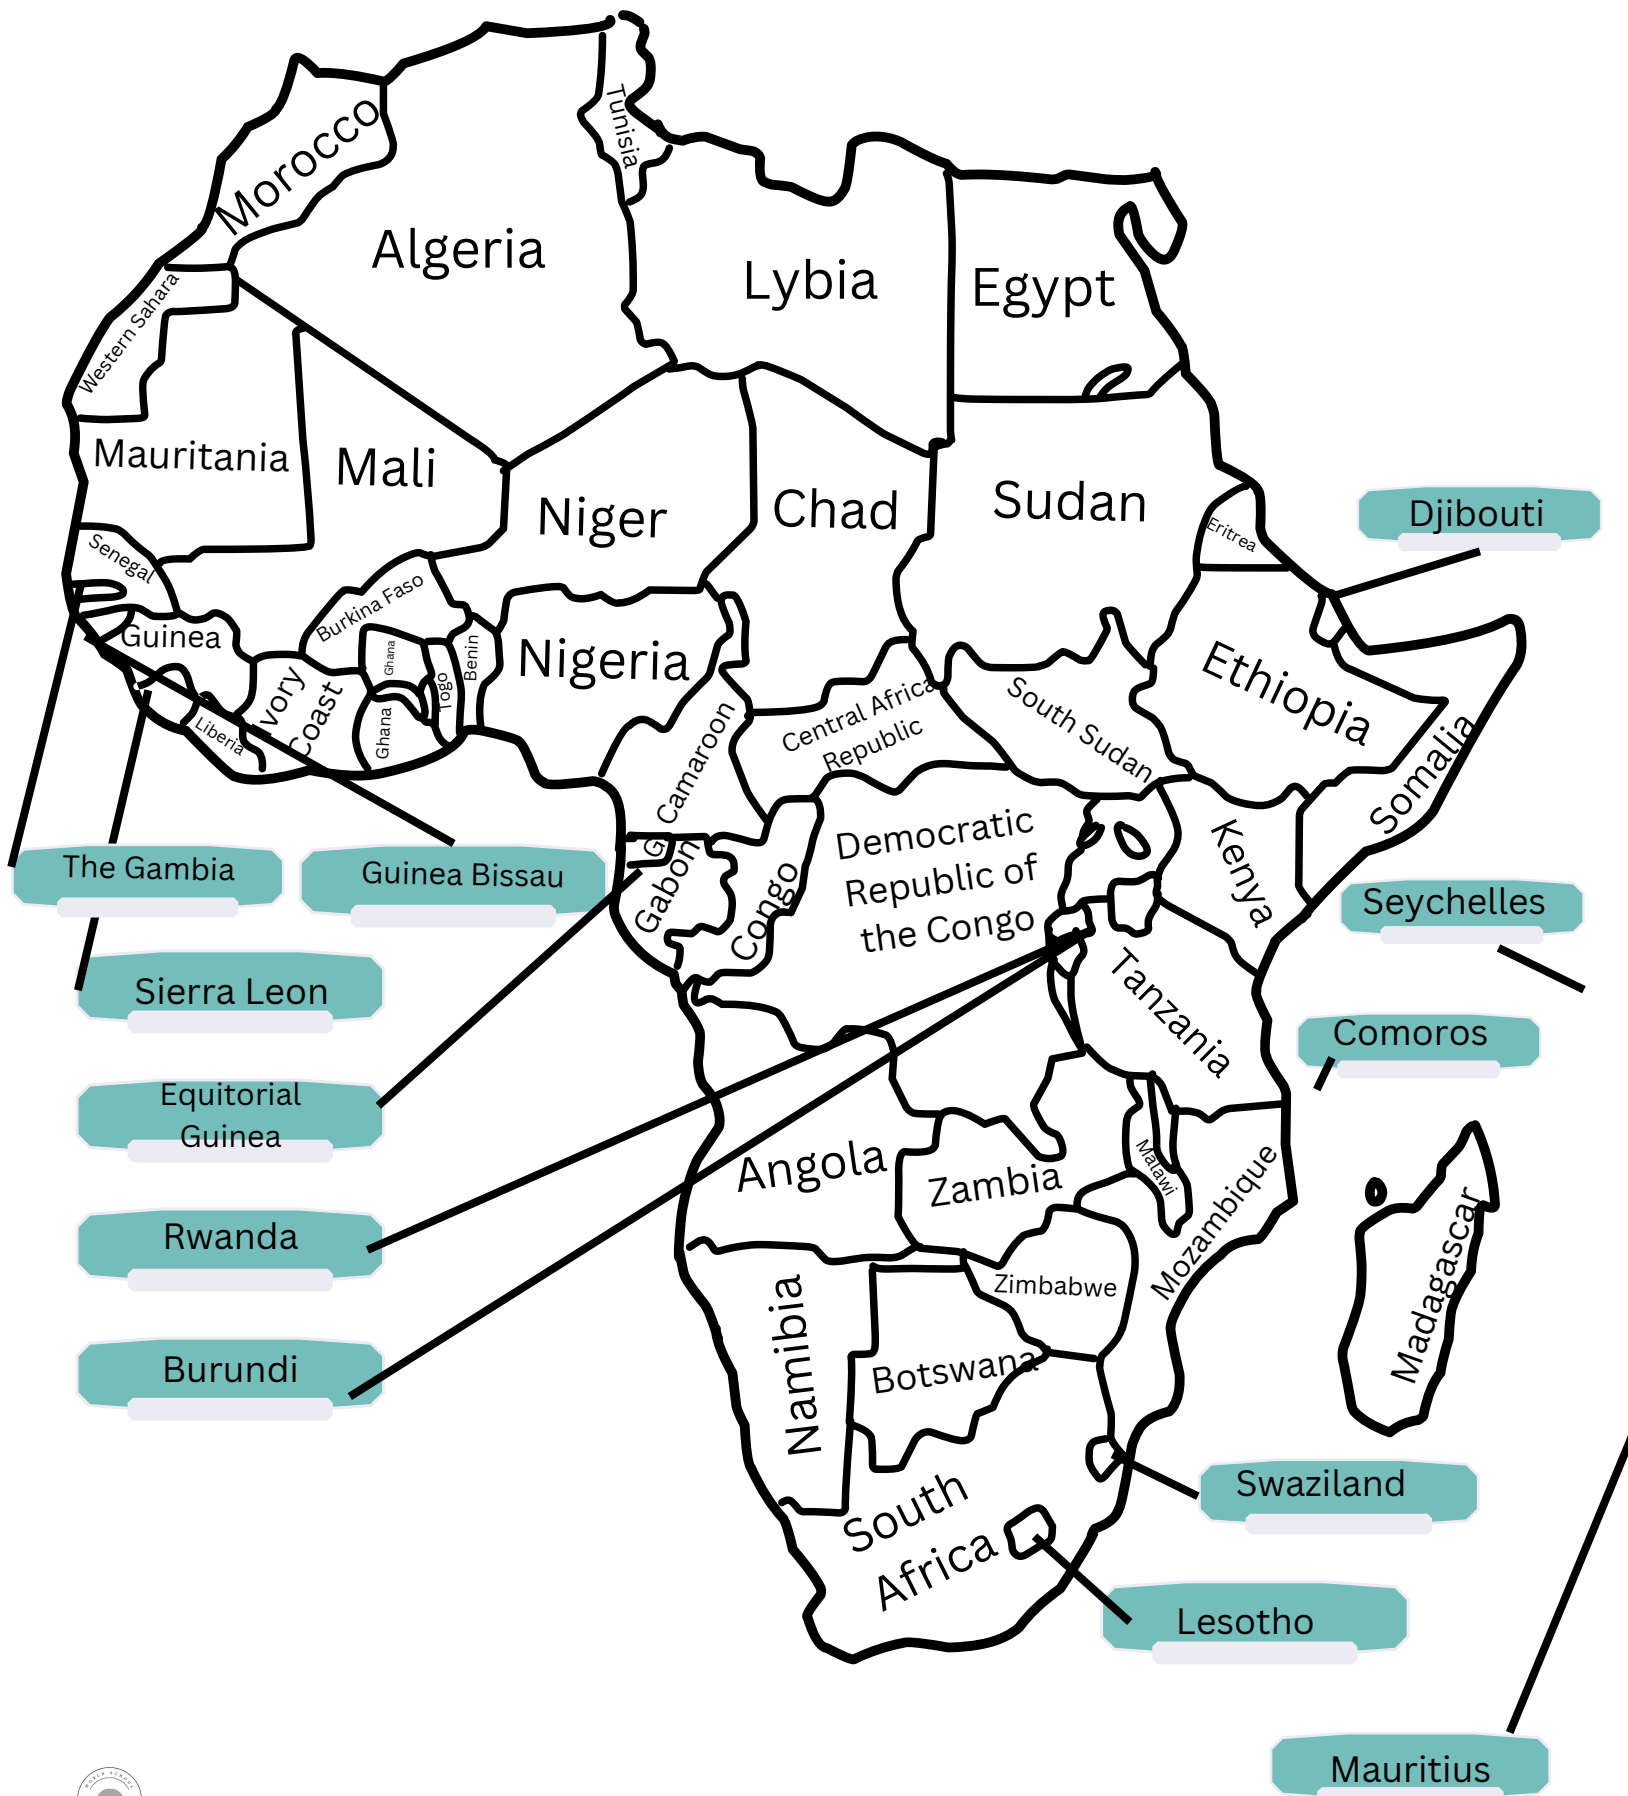 Tunisia
Morocco
Algeria
Lybia
Egypt
Western Sahara
Mauritania
Mali
Niger
Chad
Sudan
Eritrea
Djibouti
Senegal
Burkina Faso
Guinea
Ghana
Togo
Benin
Nigeria
Ethiopia
Ivory
Coast
Liberia
Ghana
Camaroon
Central Africa
Republic
South Sudan
Somalia
The Gambia
Guinea Bissau
G
Gabon
Congo
Democratic
Republic of
the Congo
Kenya
Seychelles
Sierra Leon
Tanzania
Comoros
Equitorial
Guinea
Rwanda
Angola
Zambia
Malawi
Mozambique
Madagascar
Burundi
Namibia
Zimbabwe
Botswana
Swaziland
South
Africa
Lesotho
Mauritius
WORLD SCHOOL